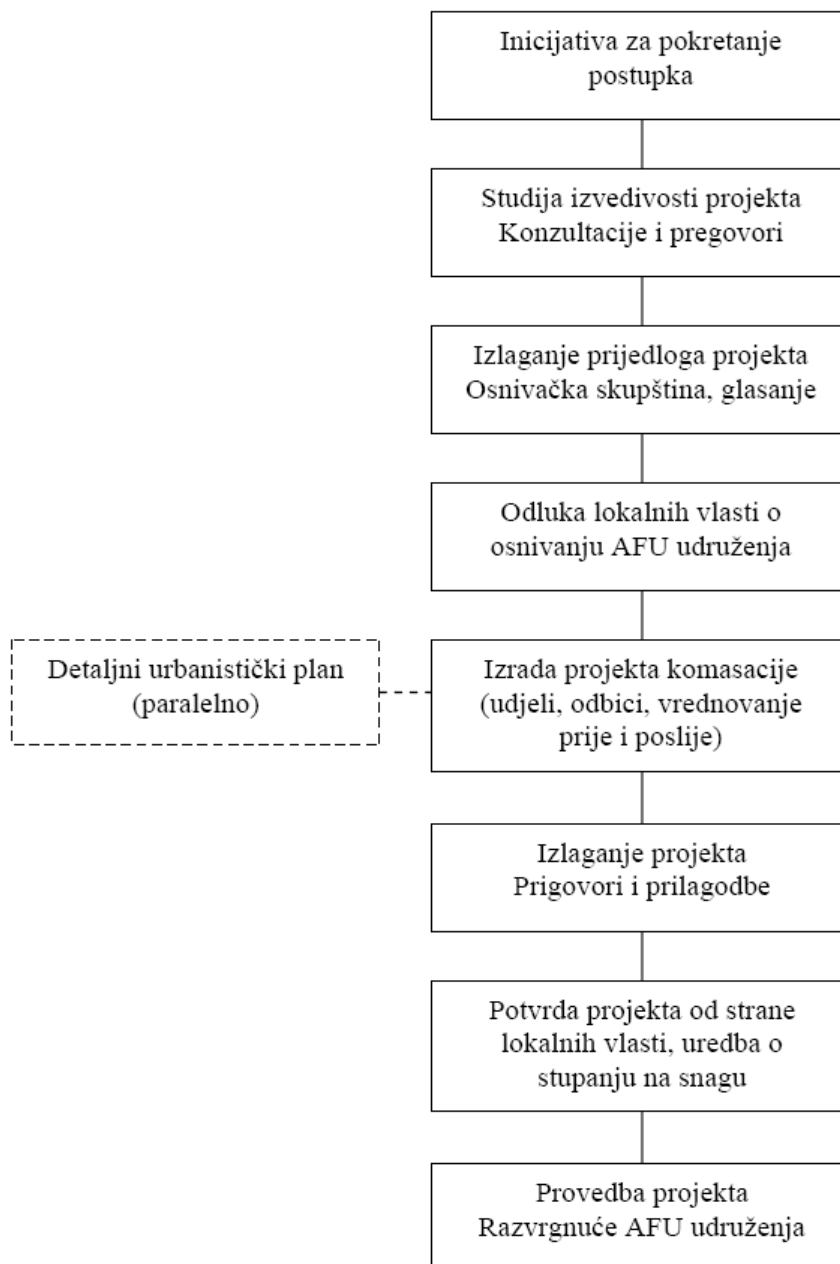 Inicijativa za pokretanje
postupka
Studija izvedivosti projekta
Konzultacije i pregovori
Izlaganje prijedloga projekta
Osnivačka skupština, glasanje
Odluka lokalnih vlasti o
osnivanju AFU udruženja
Detaljni urbanistički plan
(paralelno)
Izrada projekta komasacije
(udjeli, odbici, vrednovanje
prije i poslije)
Izlaganje projekta
Prigovori i prilagodbe
Potvrda projekta od strane
lokalnih vlasti, uredba o
stupanju na snagu
Provedba projekta
Razvrgnuće AFU udruženja